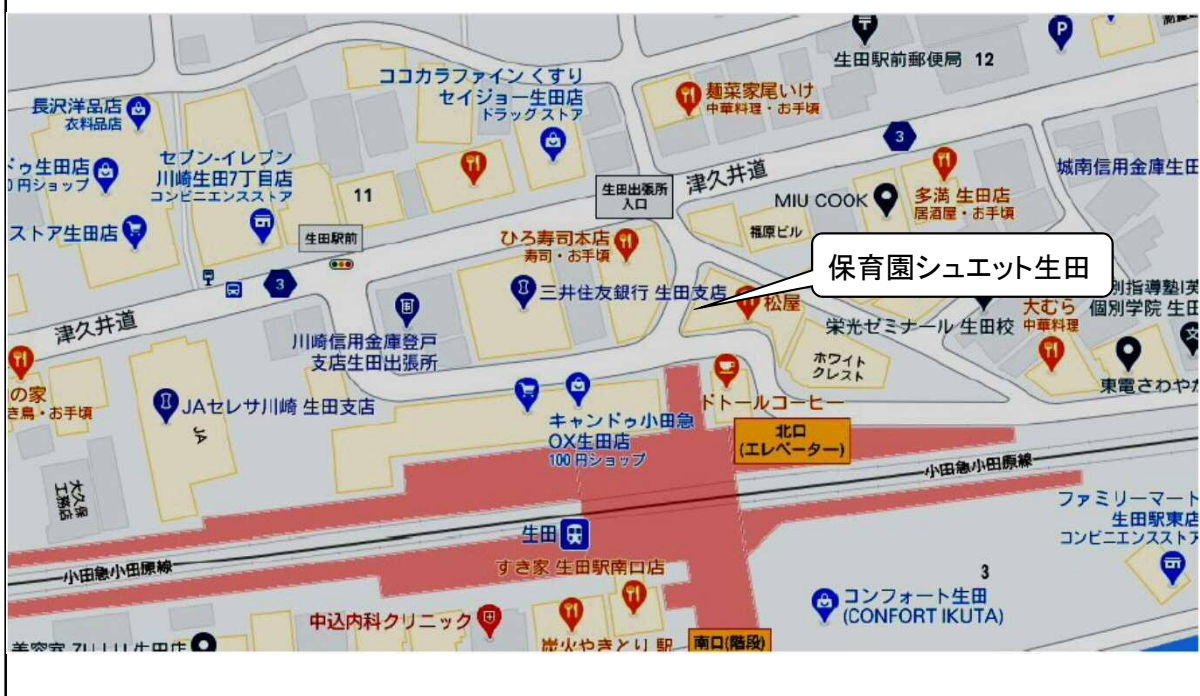 生田駅前郵便局 12
ココカラファイン くすり
セイジョー生田店
ドラッグストア
麺菜家尾いけ
中華料理・お手頃
長沢洋品店
衣料品店
3
ゥ生田店
セブン-イレブン
川崎生田7丁目店
コンビニエンスストア
11
生田出張所
入口
津久井道
MIU COOK
多満 生田店
居酒屋・お手頃
城南信用金庫生田
ストア生田店
生田駅前
ひろ寿司本店
寿司・お手頃
福原ビル
保育園シュエット生田
3
三井住友銀行 生田支店
松屋
津久井道
川崎信用金庫登戸
支店生田出張所
栄光ゼミナール 生田校
大むら
中華料理
個別学院 生田
ホワイト
クレスト
の家
き鳥・お手頃
JAセレサ川崎 生田支店
JA
ドトールコーヒー
東電さわやか
キャンドゥ小田急
OX生田店
100円ショップ
北口
(エレベーター)
小田急小田原線
大久保
工務店
ファミリーマート
生田駅東店
コンビニエンスストア
生田
小田急小田原線
すき家 生田駅南口店
3
コンフォート生田
(CONFORT IKUTA)
中込内科クリニック
炭火やきとり 駅
南口(階段)